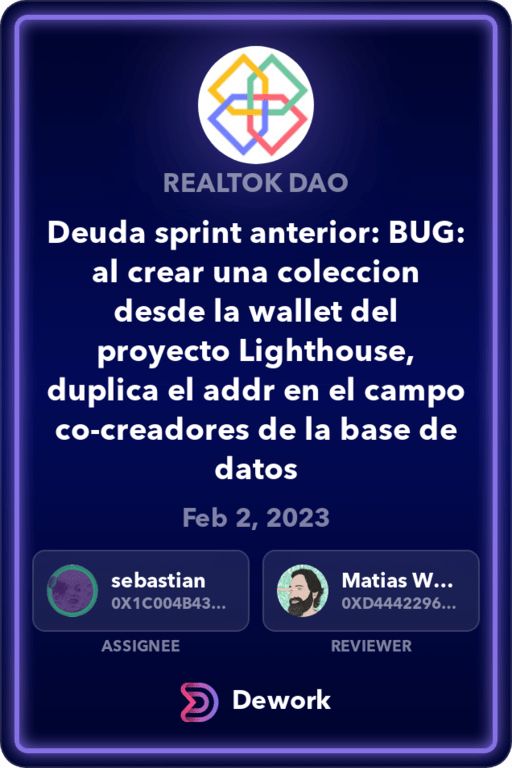 REALTOK DAO
Deuda sprint anterior: BUG:
al crear una coleccion
desde la wallet del
proyecto Lighthouse,
duplica el addr en el campo
co-creadores de la base de
datos
Feb 2, 2023
sebastian
0X1C004B43...
ASSIGNEE
Matias W...
0XD4442296...
REVIEWER
Dework